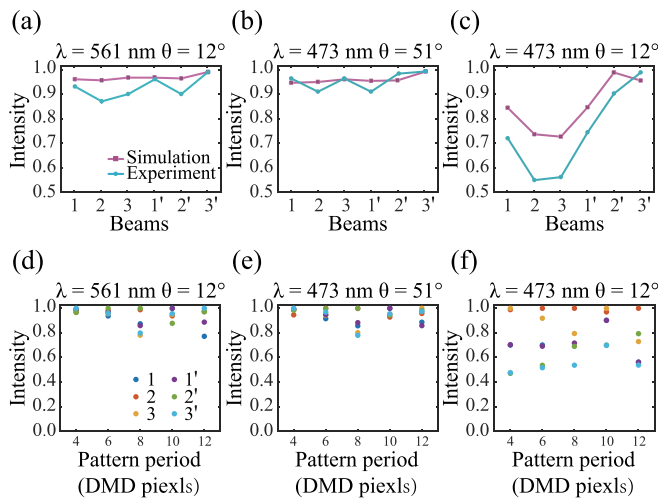 (a) (b) (c)
λ = 561 nm θ = 12° λ = 473 nm θ = 51° λ = 473 nm θ = 12°
Intensity
1.0
0.9
0.8
0.7
0.6
0.5
Simulation
Experiment
1 2 3 1' 2' 3'
Beams
Intensity
1.0
0.9
0.8
0.7
0.6
0.5
1 2 3 1' 2' 3'
Beams
Intensity
1.0
0.9
0.8
0.7
0.6
0.5
1 2 3 1' 2' 3'
Beams
(d) (e) (f)
λ = 561 nm θ = 12° λ = 473 nm θ = 51° λ = 473 nm θ = 12°
Intensity
1.0
0.8
0.6
0.4
0.2
0.0
1 1'
2 2'
3 3'
4 6 8 10 12
Pattern period
(DMD piexls)
Intensity
1.0
0.8
0.6
0.4
0.2
0.0
4 6 8 10 12
Pattern period
(DMD piexls)
Intensity
1.0
0.8
0.6
0.4
0.2
0.0
4 6 8 10 12
Pattern period
(DMD piexls)